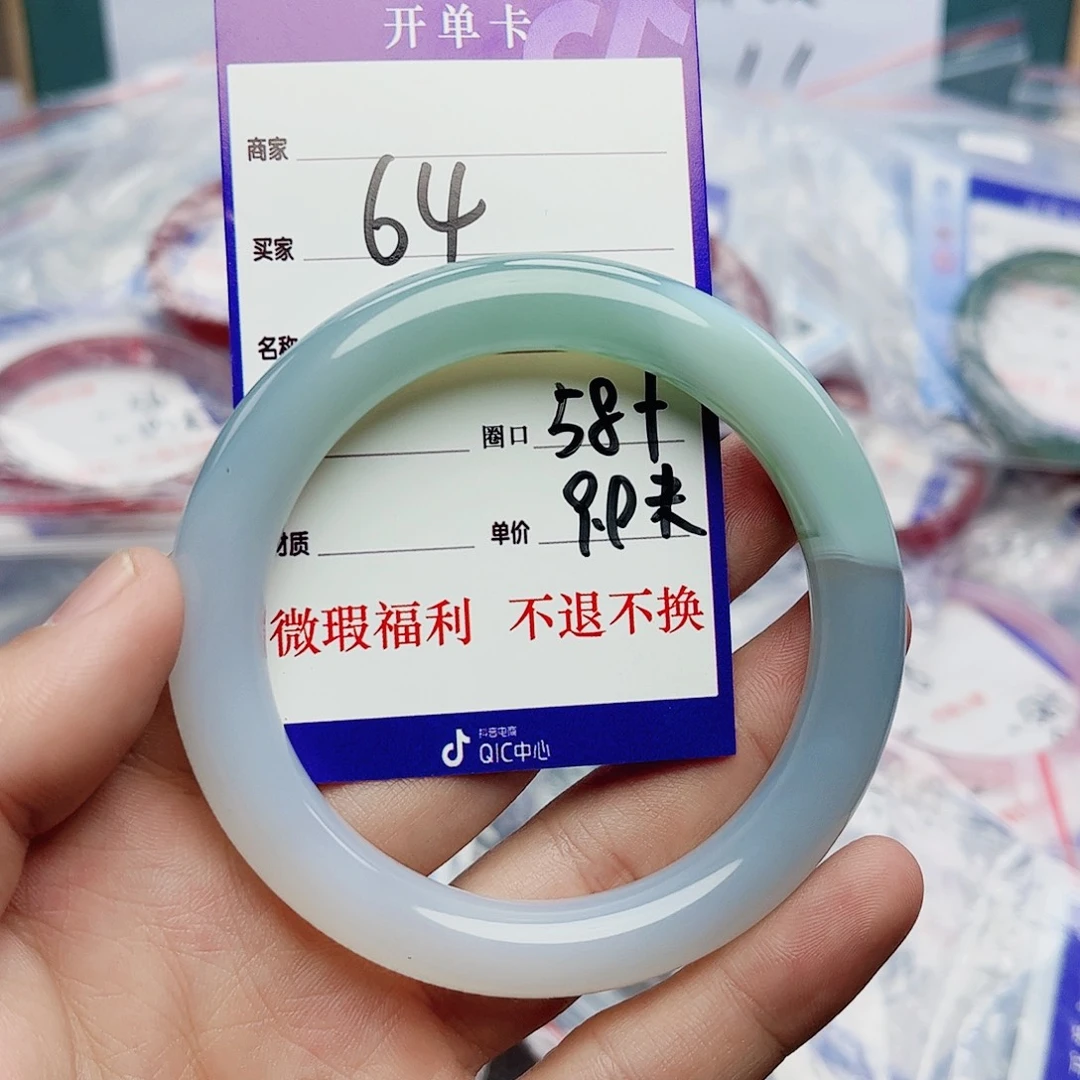 开单卡
商家
64
买家
名称
圈口 58+
材质 单价 9.0米
微瑕福利 不退不换
抖音电商
QIC中心